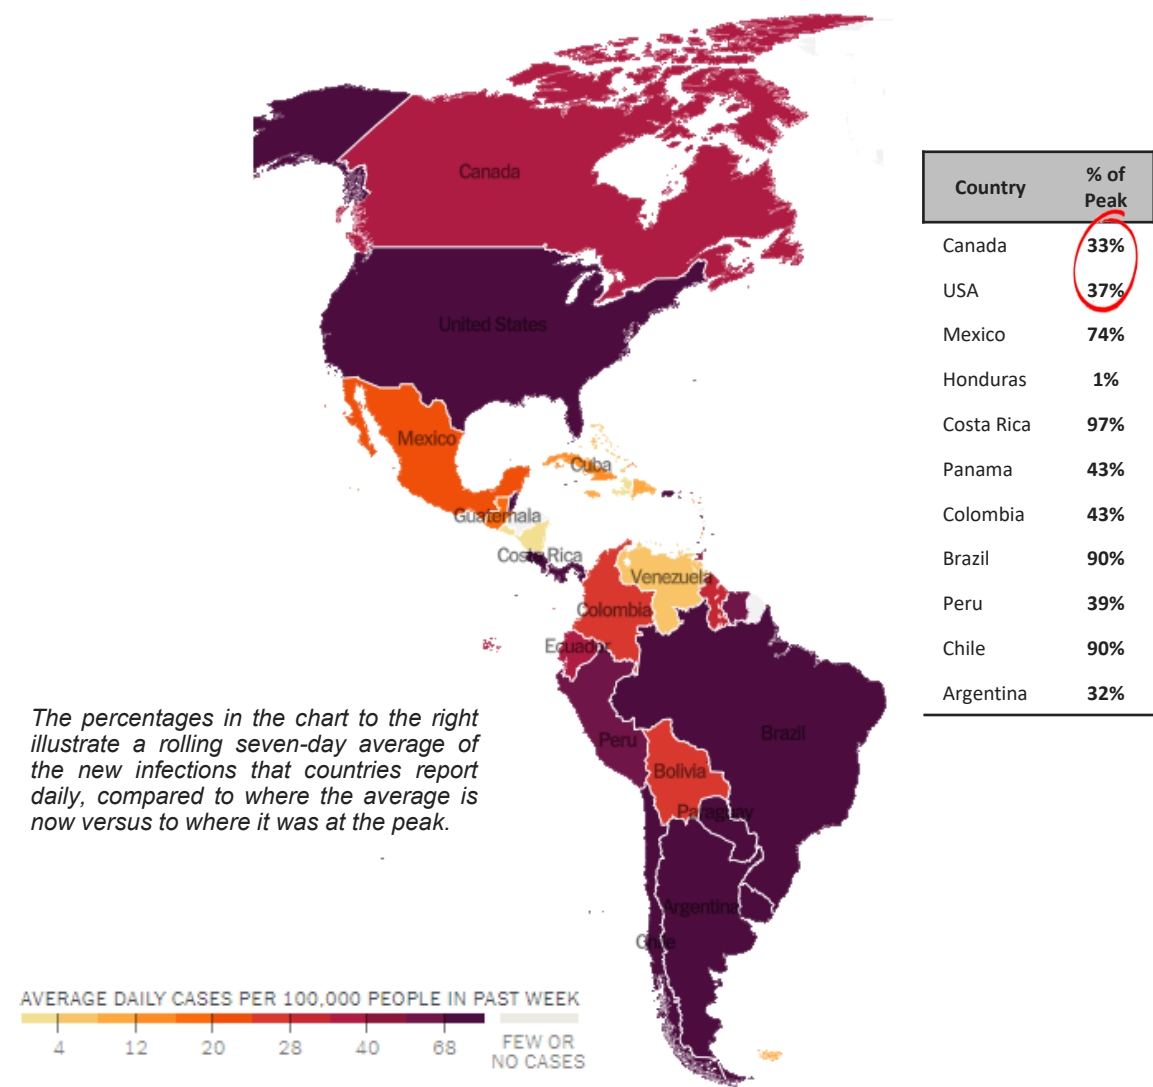 Canada
United States
Mexico
Cuba
Guatemala
Costa Rica
Venezuela
Colombia
Ecuador
Peru
Brazil
Bolivia
Paraguay
Argentina
Chile
Country
% of
Peak
Canada 33%
USA 37%
Mexico 74%
Honduras 1%
Costa Rica 97%
Panama 43%
Colombia 43%
Brazil 90%
Peru 39%
Chile 90%
Argentina 32%
The percentages in the chart to the right
illustrate a rolling seven-day average of
the new infections that countries report
daily, compared to where the average is
now versus to where it was at the peak.
AVERAGE DAILY CASES PER 100,000 PEOPLE IN PAST WEEK
4 12 20 28 40 68
FEW OR
NO CASES